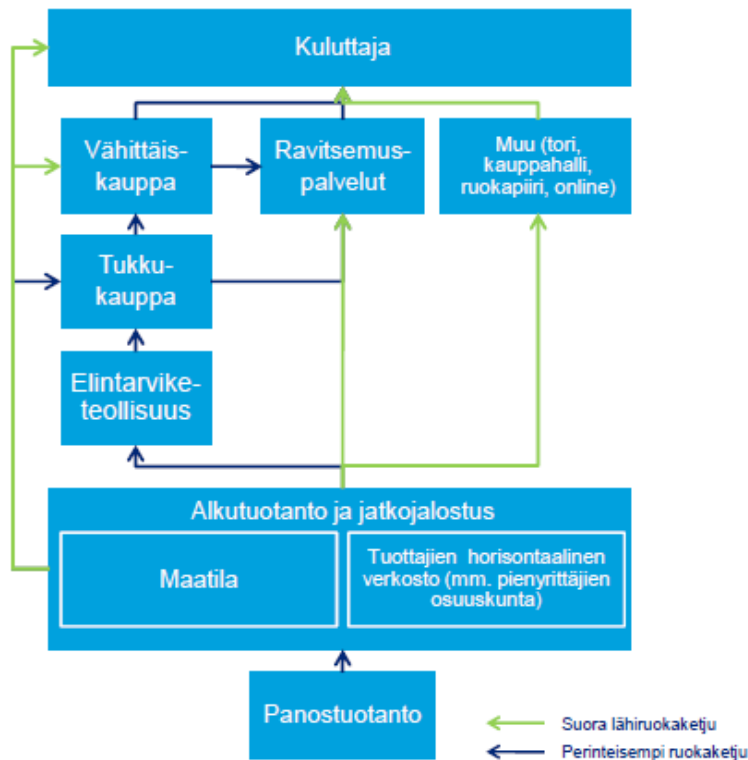 Kuluttaja
Vähittäis-
kauppa
Ravitsemus-
palvelut
Muu (tori,
kauppahalli,
ruokapiiri, online)
Tukku-
kauppa
Elintarvike-
teollisuus
Alkutuotanto ja jatkojalostus
Maatila
Tuottajien horisontaalinen
verkosto (mm. pienyrittäjien
osuuskunta)
Panostuotanto
Suora lähiruokaketju
Perinteisempi ruokaketju